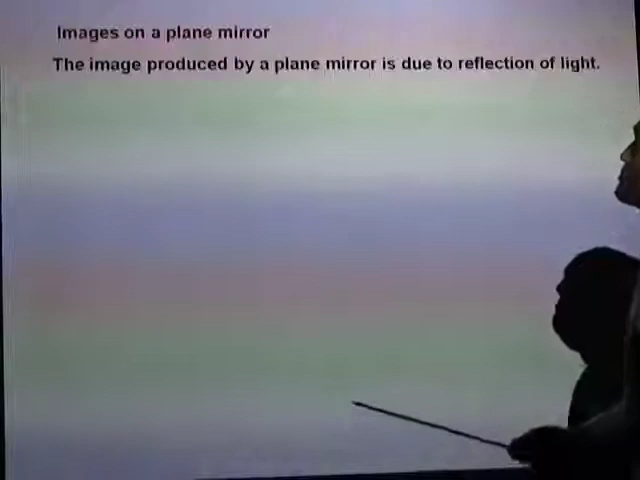 Images on a plane mirror
The image produced by a plane mirror is due to reflection of light.